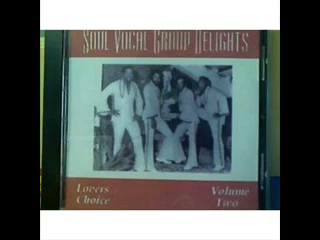 Soul Vocal Group Delights
Lovers
Choice
Volume
Two